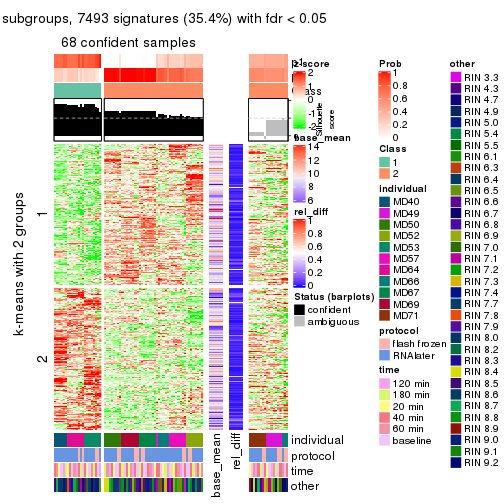 subgroups, 7493 signatures (35.4%) with fdr < 0.05
68 confident samples
k-means with 2 groups
1
2
p1
z-score
2
1
0
-1
-2
Silhouette score
base_mean
14
12
10
8
6
rel_diff
1
0.8
0.6
0.4
0.2
0
Status (barplots)
confident
ambiguous
individual
protocol
time
other
base_mean
rel_diff
Prob
1
0.8
0.6
0.4
0.2
0
Class
1
2
individual
MD40
MD49
MD50
MD52
MD53
MD57
MD64
MD66
MD67
MD69
MD71
protocol
flash frozen
RNAlater
time
120 min
180 min
20 min
40 min
60 min
baseline
other
RIN 3.3
RIN 4.3
RIN 4.7
RIN 4.9
RIN 5.0
RIN 5.4
RIN 5.5
RIN 6.1
RIN 6.3
RIN 6.4
RIN 6.5
RIN 6.6
RIN 6.7
RIN 6.8
RIN 6.9
RIN 7.0
RIN 7.1
RIN 7.2
RIN 7.3
RIN 7.4
RIN 7.7
RIN 7.8
RIN 7.9
RIN 8.0
RIN 8.2
RIN 8.3
RIN 8.4
RIN 8.5
RIN 8.6
RIN 8.7
RIN 8.8
RIN 8.9
RIN 9.0
RIN 9.1
RIN 9.2